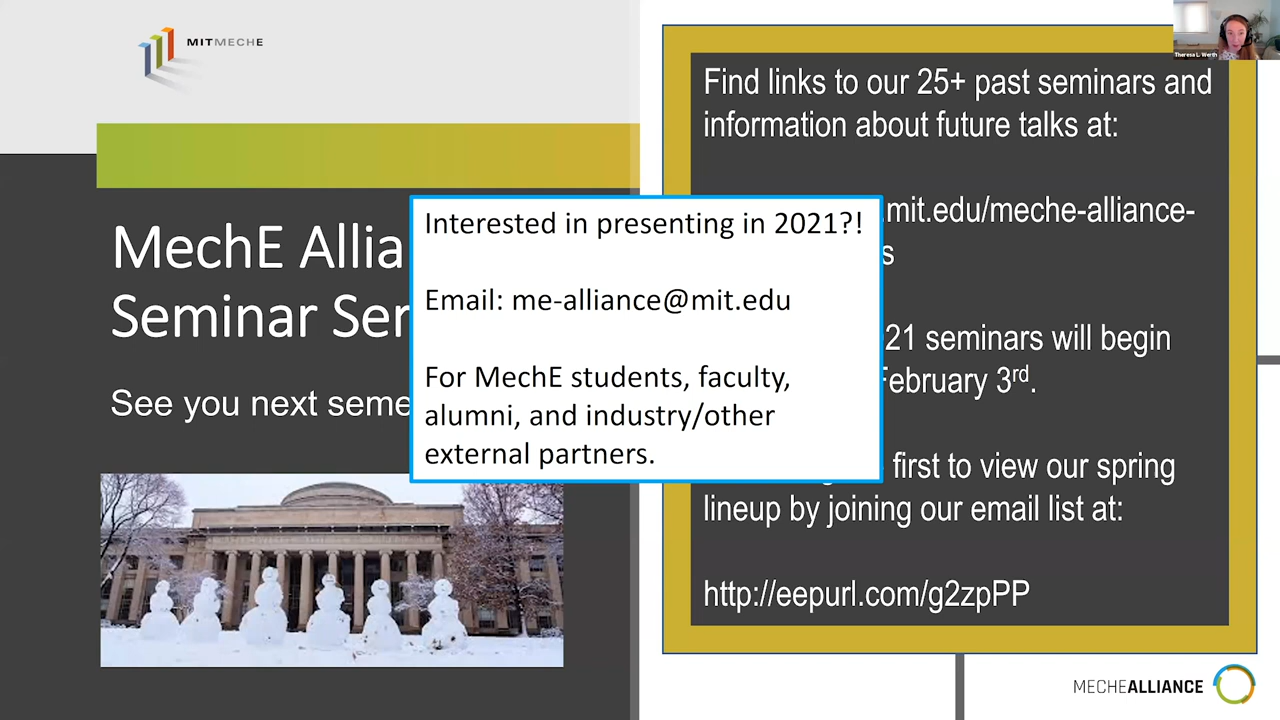 MITMECHE
MechE Allia
Seminar Ser
See you next seme
Interested in presenting in 2021?!
Email: me-alliance@mit.edu
For MechE students, faculty,
alumni, and industry/other
external partners.
Find links to our 25+ past seminars and
information about future talks at:
.mit.edu/meche-alliance-
s
21 seminars will begin
February 3rd.
first to view our spring
lineup by joining our email list at:
http://eepurl.com/g2zpPP
Theresa L. Werth
MECHEALLIANCE